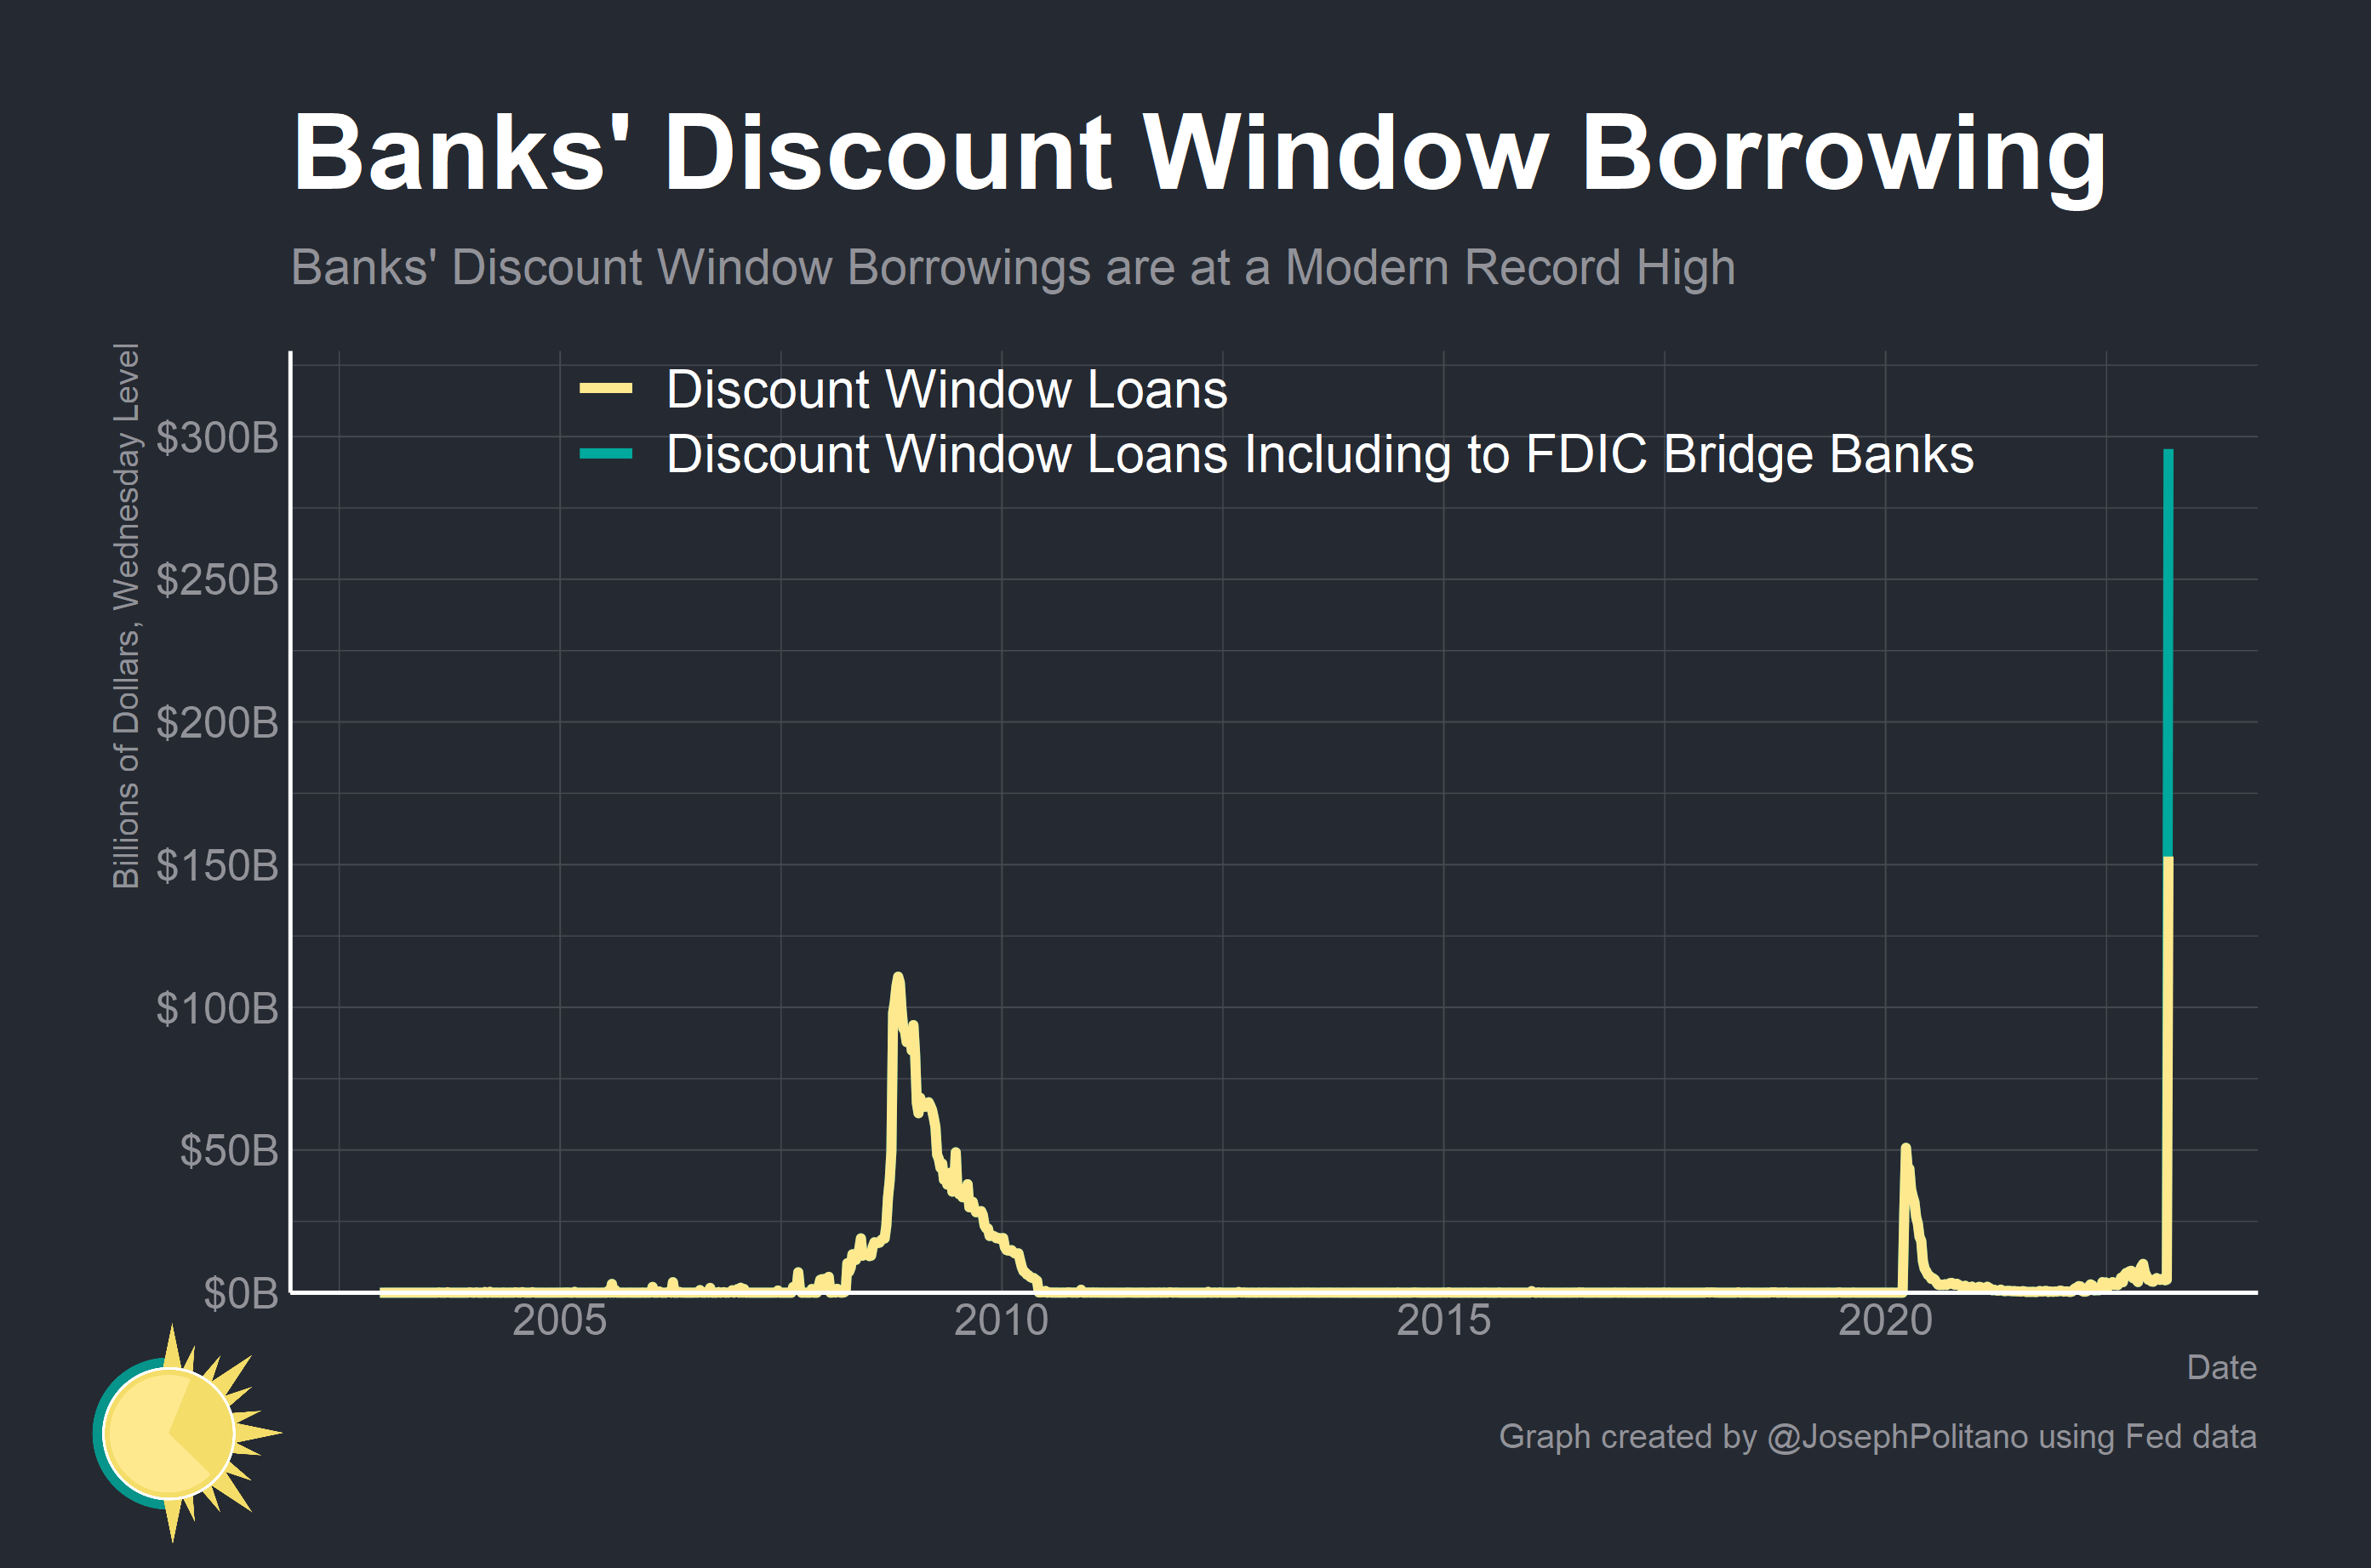 Banks' Discount Window Borrowing
Banks' Discount Window Borrowings are at a Modern Record High
Billions of Dollars, Wednesday Level
Discount Window Loans
Discount Window Loans Including to FDIC Bridge Banks
$300B
$250B
$200B
$150B
$100B
$50B
$0B
2005
2010
2015
2020
Date
Graph created by @JosephPolitano using Fed data